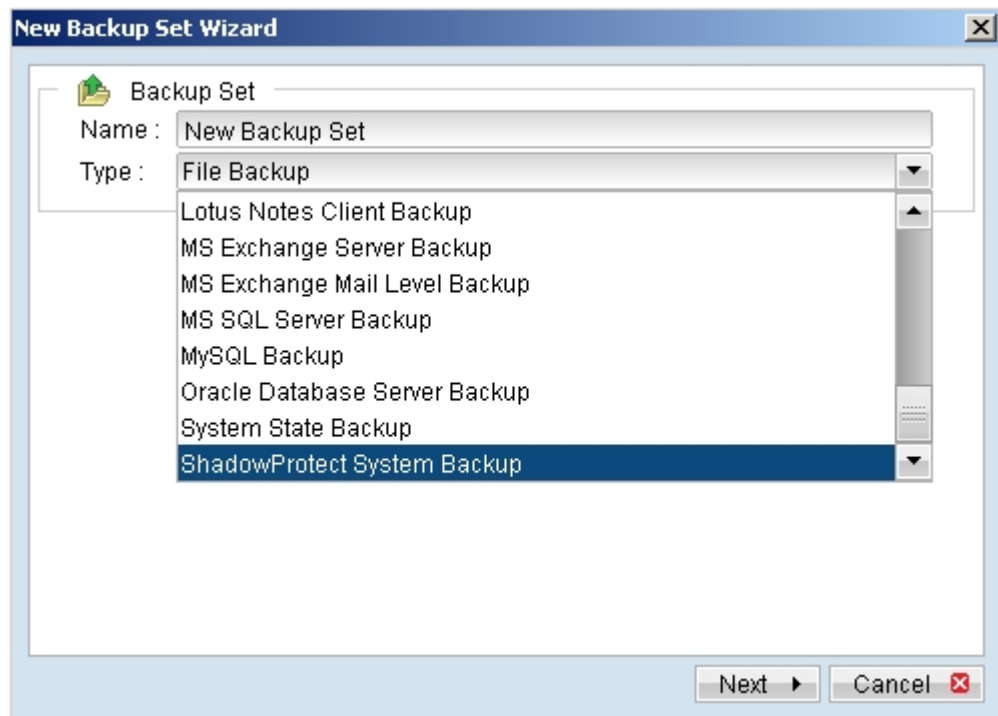 New Backup Set Wizard
Backup Set
Name : New Backup Set
Type : File Backup
Lotus Notes Client Backup
MS Exchange Server Backup
MS Exchange Mail Level Backup
MS SQL Server Backup
MySQL Backup
Oracle Database Server Backup
System State Backup
ShadowProtect System Backup
Next Cancel